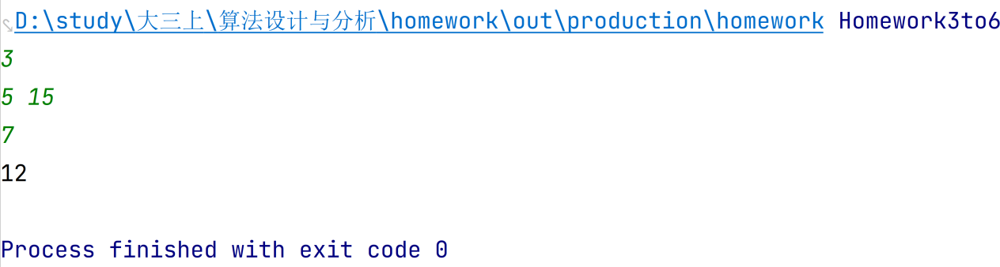 D:\study\大三上\算法设计与分析\homework\out\production\homework Homework3to6
3
5 15
7
12
Process finished with exit code 0